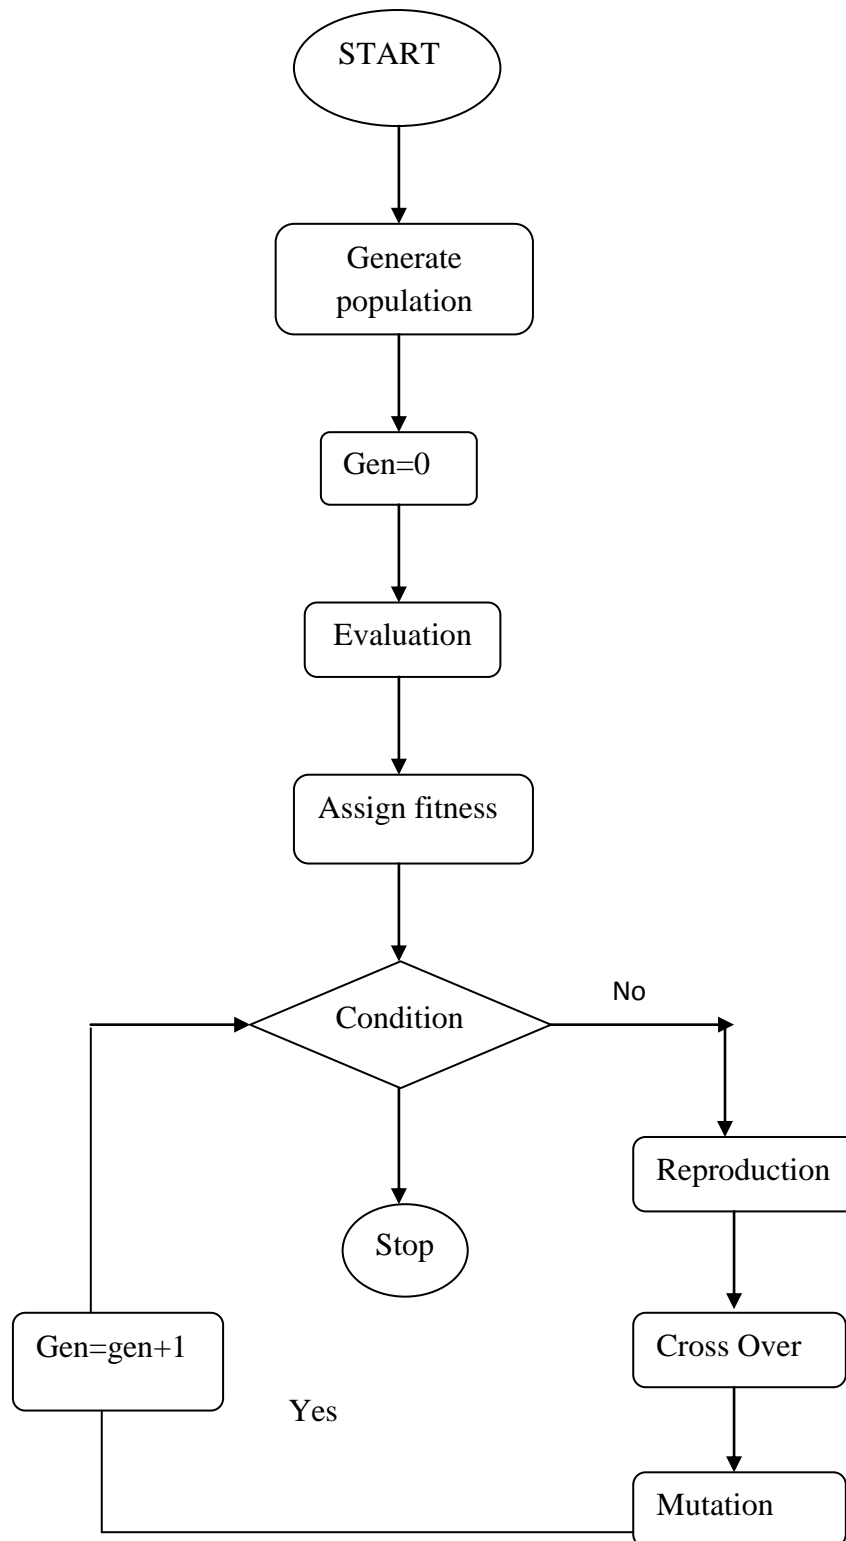 START
Generate
population
Gen=0
Evaluation
Assign fitness
Condition
No
Reproduction
Stop
Gen=gen+1
Cross Over
Yes
Mutation